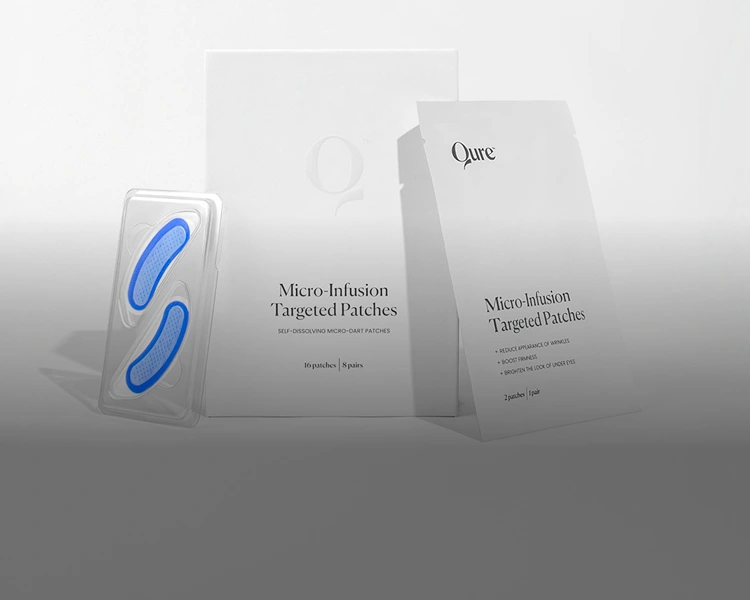 Q
Micro-Infusion
Targeted Patches
SELF-DISSOLVING MICRO-DART PATCHES
16 patches | 8 pairs
Qure™
Micro-Infusion
Targeted Patches
+ REDUCE APPEARANCE OF WRINKLES
+ BOOST FIRMNESS
+ BRIGHTEN THE LOOK OF UNDER EYES
2 patches | 1 pair